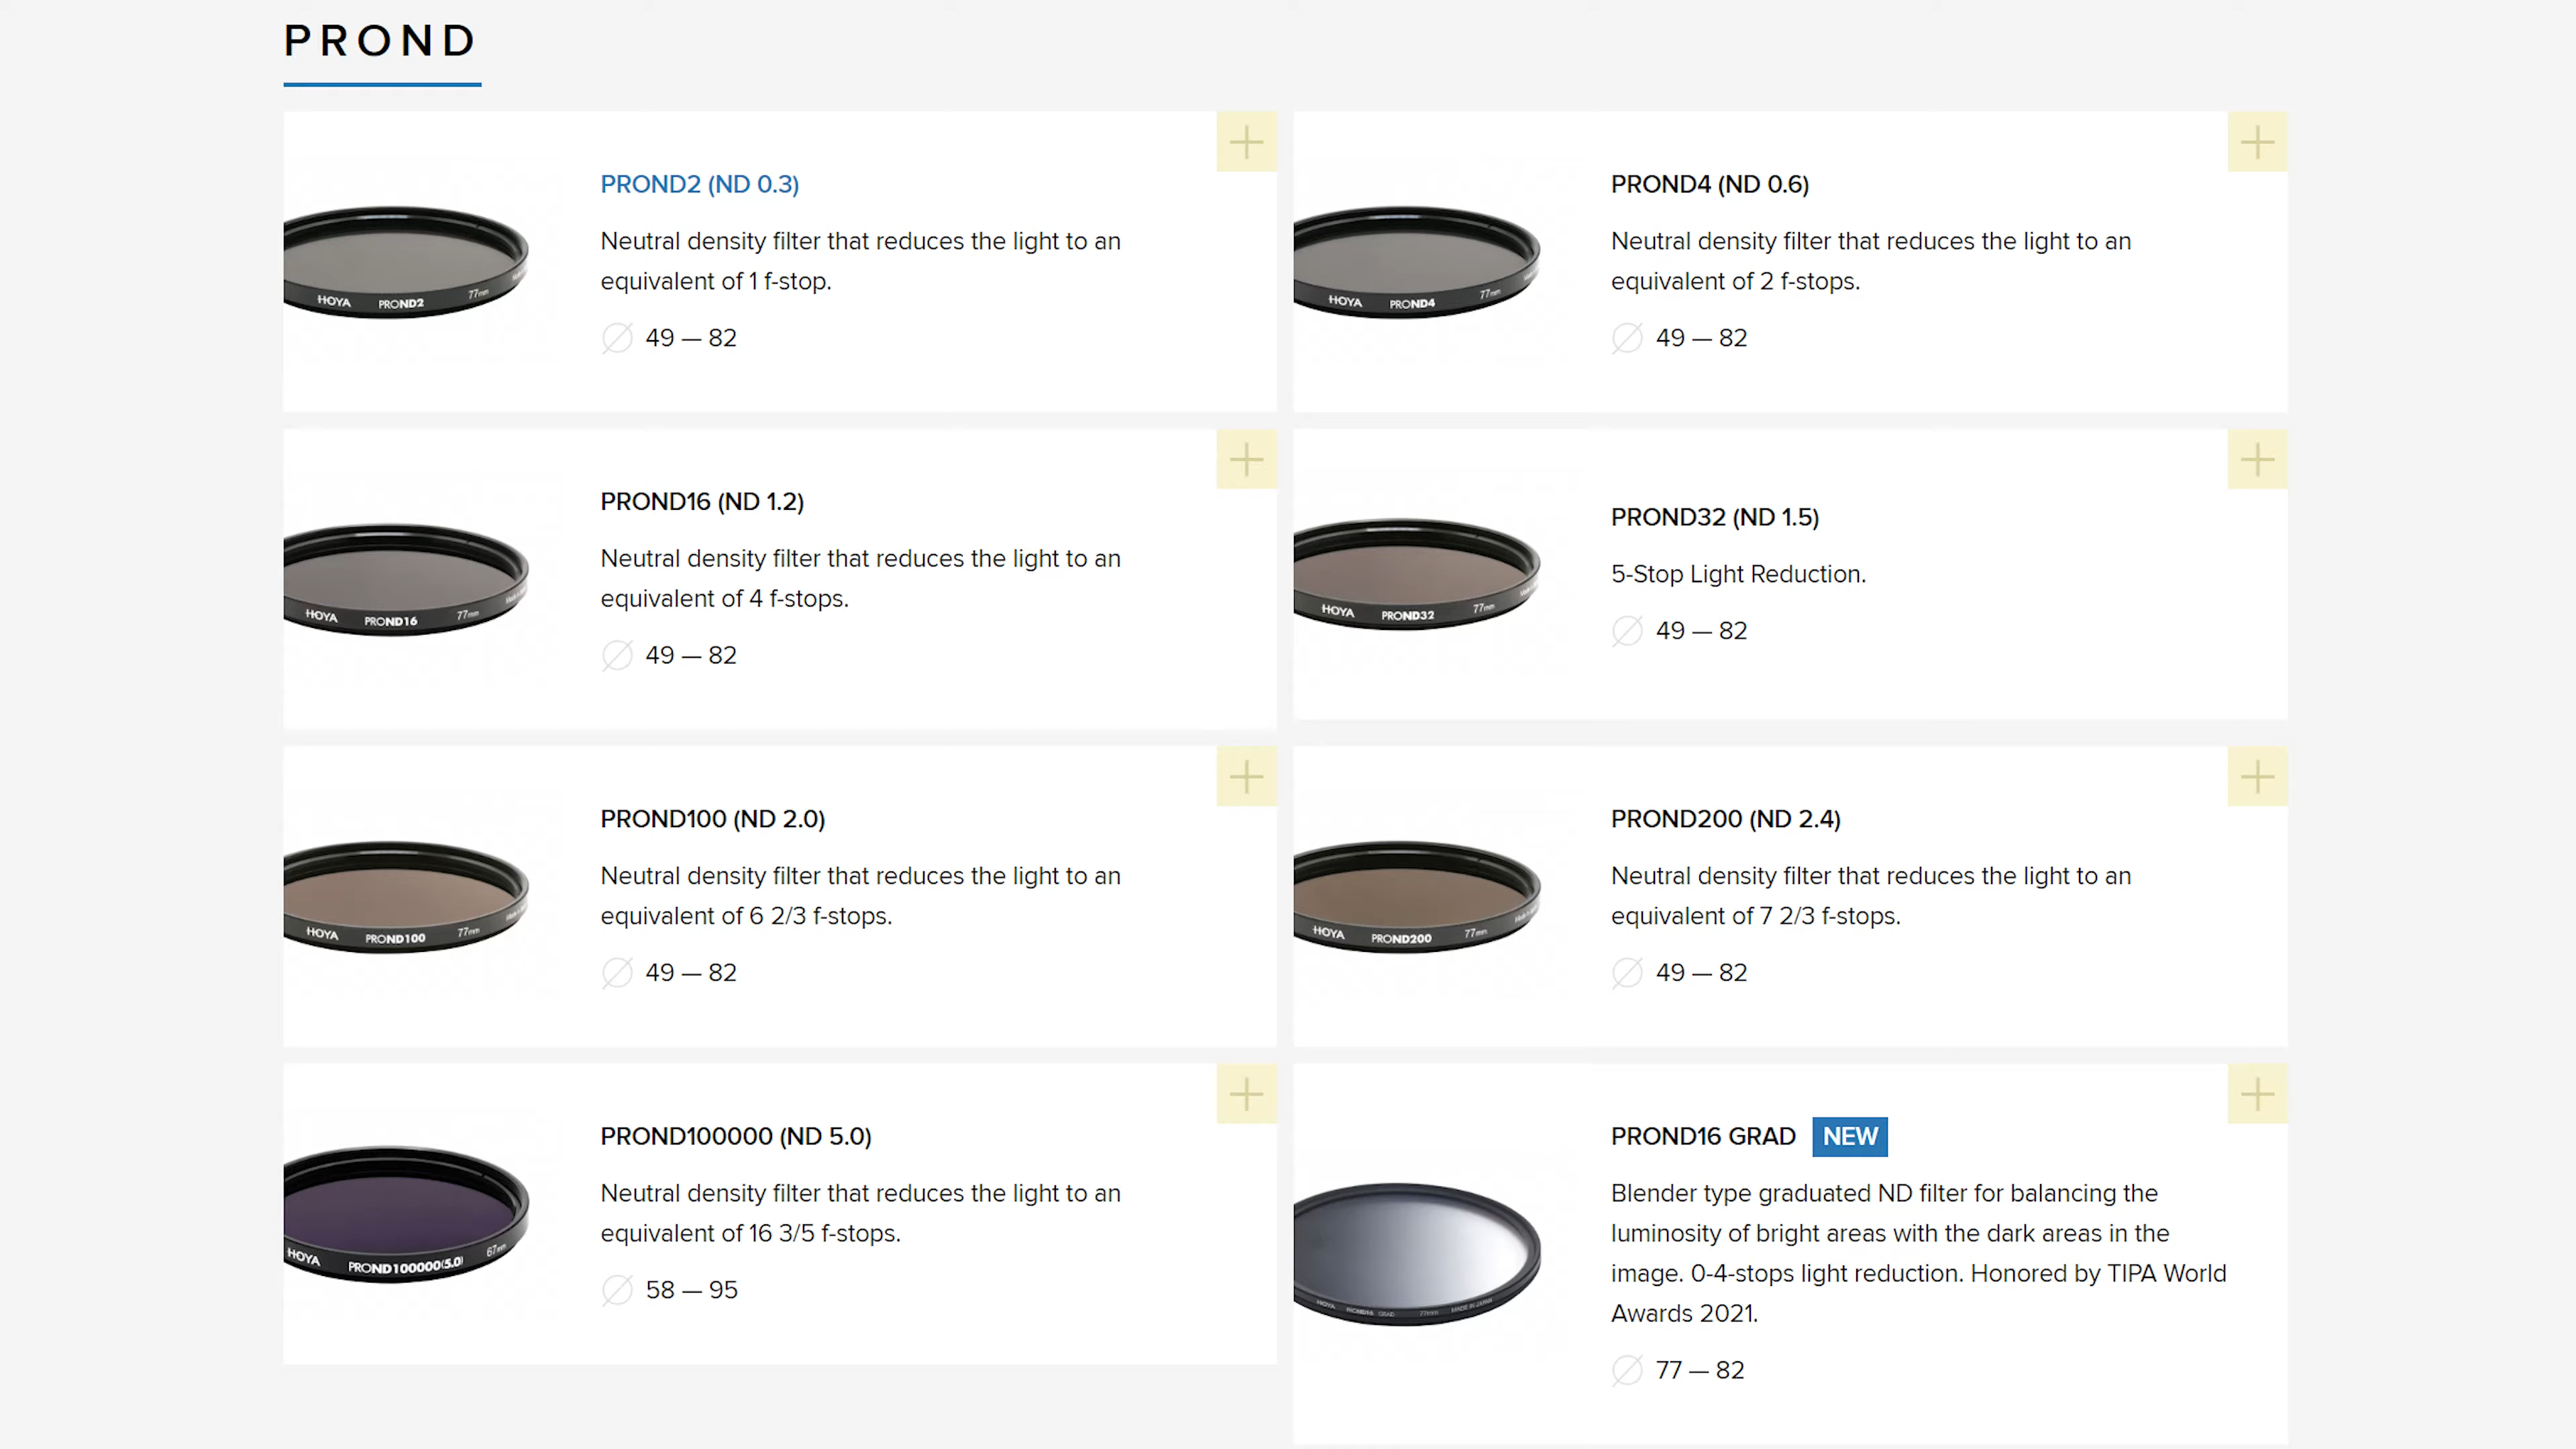 PROND
PROND2 (ND 0.3)
Neutral density filter that reduces the light to an
equivalent of 1 f-stop.
49 — 82
HOYA PROND2 77mm
PROND4 (ND 0.6)
Neutral density filter that reduces the light to an
equivalent of 2 f-stops.
49 — 82
HOYA PROND4 77mm
PROND16 (ND 1.2)
Neutral density filter that reduces the light to an
equivalent of 4 f-stops.
49 — 82
HOYA PROND16 77mm
PROND32 (ND 1.5)
5-Stop Light Reduction.
49 — 82
HOYA PROND32 77mm
PROND100 (ND 2.0)
Neutral density filter that reduces the light to an
equivalent of 6 2/3 f-stops.
49 — 82
HOYA PROND100 77mm
PROND200 (ND 2.4)
Neutral density filter that reduces the light to an
equivalent of 7 2/3 f-stops.
49 — 82
HOYA PROND200 77mm
PROND100000 (ND 5.0)
Neutral density filter that reduces the light to an
equivalent of 16 3/5 f-stops.
58 — 95
HOYA PROND100000(5.0) 67mm
PROND16 GRAD NEW
Blender type graduated ND filter for balancing the
luminosity of bright areas with the dark areas in the
image. 0-4-stops light reduction. Honored by TIPA World
Awards 2021.
77 — 82
HOYA PROND16 GRAD 77mm MADE IN JAPAN